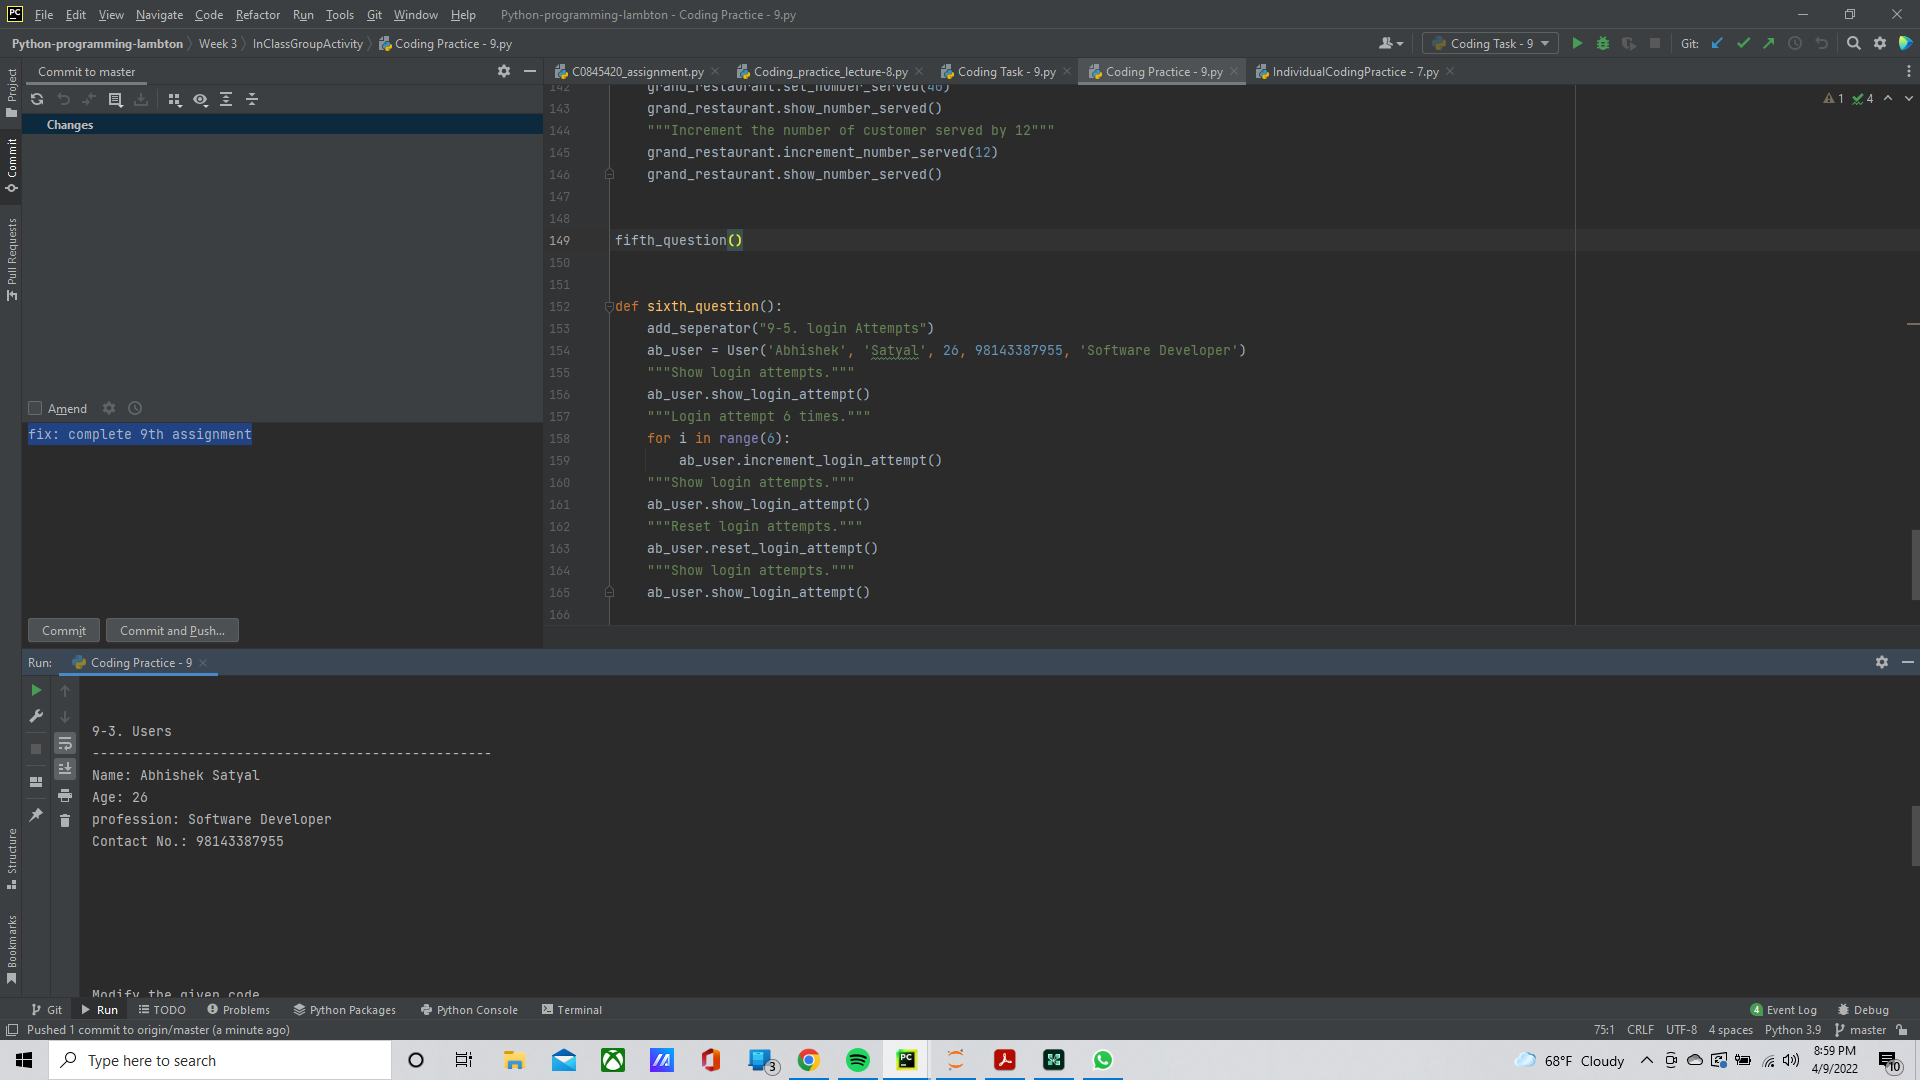 PC File Edit View Navigate Code Refactor Run Tools Git Window Help Python-programming-lambton - Coding Practice - 9.py
Python-programming-lambton Week 3 InClassGroupActivity Coding Practice - 9.py Coding Task - 9 Git:
Project
Commit
Pull Requests
Structure
Bookmarks
Commit to master
Changes
Amend
fix: complete 9th assignment
Commit Commit and Push...
C0845420_assignment.py Coding_practice_lecture-8.py Coding Task - 9.py Coding Practice - 9.py IndividualCodingPractice - 7.py
1 4
142 grand_restaurant.set_number_served(40)
143 grand_restaurant.show_number_served()
144 """Increment the number of customer served by 12"""
145 grand_restaurant.increment_number_served(12)
146 grand_restaurant.show_number_served()
147
148
149 fifth_question()
150
151
152 def sixth_question():
153 add_seperator("9-5. login Attempts")
154 ab_user = User('Abhishek', 'Satyal', 26, 98143387955, 'Software Developer')
155 """Show login attempts."""
156 ab_user.show_login_attempt()
157 """Login attempt 6 times."""
158 for i in range(6):
159 ab_user.increment_login_attempt()
160 """Show login attempts."""
161 ab_user.show_login_attempt()
162 """Reset login attempts."""
163 ab_user.reset_login_attempt()
164 """Show login attempts."""
165 ab_user.show_login_attempt()
166
Run: Coding Practice - 9
9-3. Users
--------------------------------------------------
Name: Abhishek Satyal
Age: 26
profession: Software Developer
Contact No.: 98143387955
Modify the given code
Git Run TODO Problems Python Packages Python Console Terminal 4 Event Log Debug
Pushed 1 commit to origin/master (a minute ago) 75:1 CRLF UTF-8 4 spaces Python 3.9 master
Type here to search 3 PC 68°F Cloudy 8:59 PM
4/9/2022 10